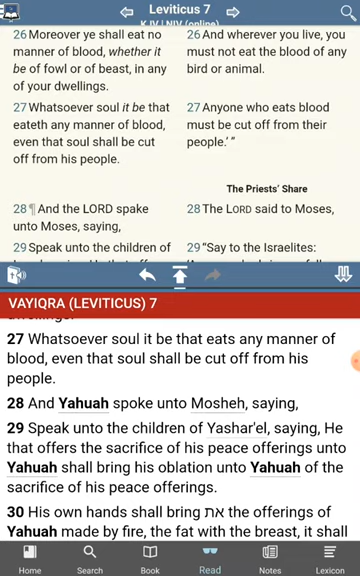 Leviticus 7
KJV | NIV (online)
26 Moreover ye shall eat no
manner of blood, whether it
be of fowl or of beast, in any
of your dwellings.
27 Whatsoever soul it be that
eateth any manner of blood,
even that soul shall be cut
off from his people.
28 ¶ And the LORD spake
unto Moses, saying,
29 Speak unto the children of
26 And wherever you live, you
must not eat the blood of any
bird or animal.
27 Anyone who eats blood
must be cut off from their
people.’ ”
The Priests’ Share
28 The LORD said to Moses,
29 “Say to the Israelites:
VAYIQRA (LEVITICUS) 7
27 Whatsoever soul it be that eats any manner of
blood, even that soul shall be cut off from his
people.
28 And Yahuah spoke unto Mosheh, saying,
29 Speak unto the children of Yashar'el, saying, He
that offers the sacrifice of his peace offerings unto
Yahuah shall bring his oblation unto Yahuah of the
sacrifice of his peace offerings.
30 His own hands shall bring את the offerings of
Yahuah made by fire, the fat with the breast, it shall
Home
Search
Book
Read
Notes
Lexicon